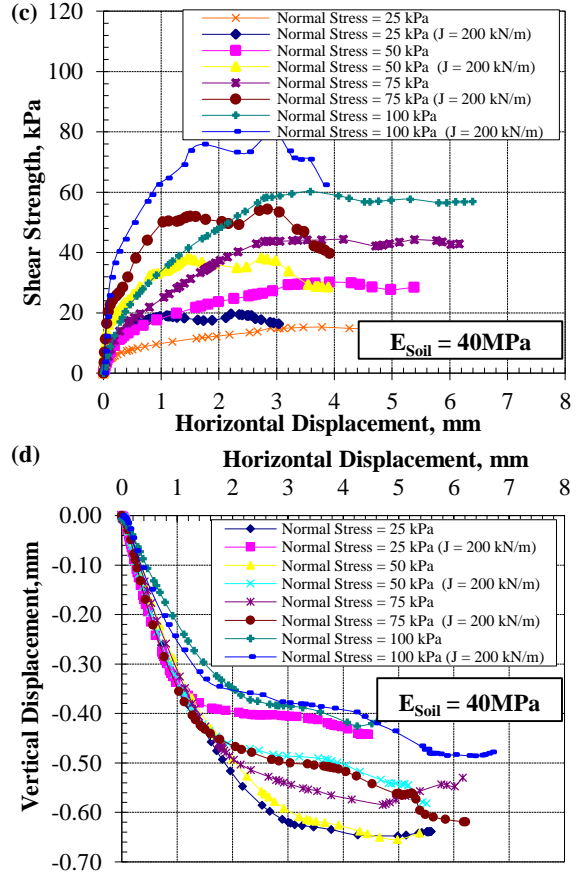 (c)
120
100
80
60
40
20
0
Shear Strength, kPa
Normal Stress = 25 kPa
Normal Stress = 25 kPa (J = 200 kN/m)
Normal Stress = 50 kPa
Normal Stress = 50 kPa (J = 200 kN/m)
Normal Stress = 75 kPa
Normal Stress = 75 kPa (J = 200 kN/m)
Normal Stress = 100 kPa
Normal Stress = 100 kPa (J = 200 kN/m)
E_Soil = 40MPa
0 1 2 3 4 5 6 7 8
Horizontal Displacement, mm
(d)
Horizontal Displacement, mm
0 1 2 3 4 5 6 7 8
0.00
-0.10
-0.20
-0.30
-0.40
-0.50
-0.60
-0.70
Vertical Displacement,mm
Normal Stress = 25 kPa
Normal Stress = 25 kPa (J = 200 kN/m)
Normal Stress = 50 kPa
Normal Stress = 50 kPa (J = 200 kN/m)
Normal Stress = 75 kPa
Normal Stress = 75 kPa (J = 200 kN/m)
Normal Stress = 100 kPa
Normal Stress = 100 kPa (J = 200 kN/m)
E_Soil = 40MPa